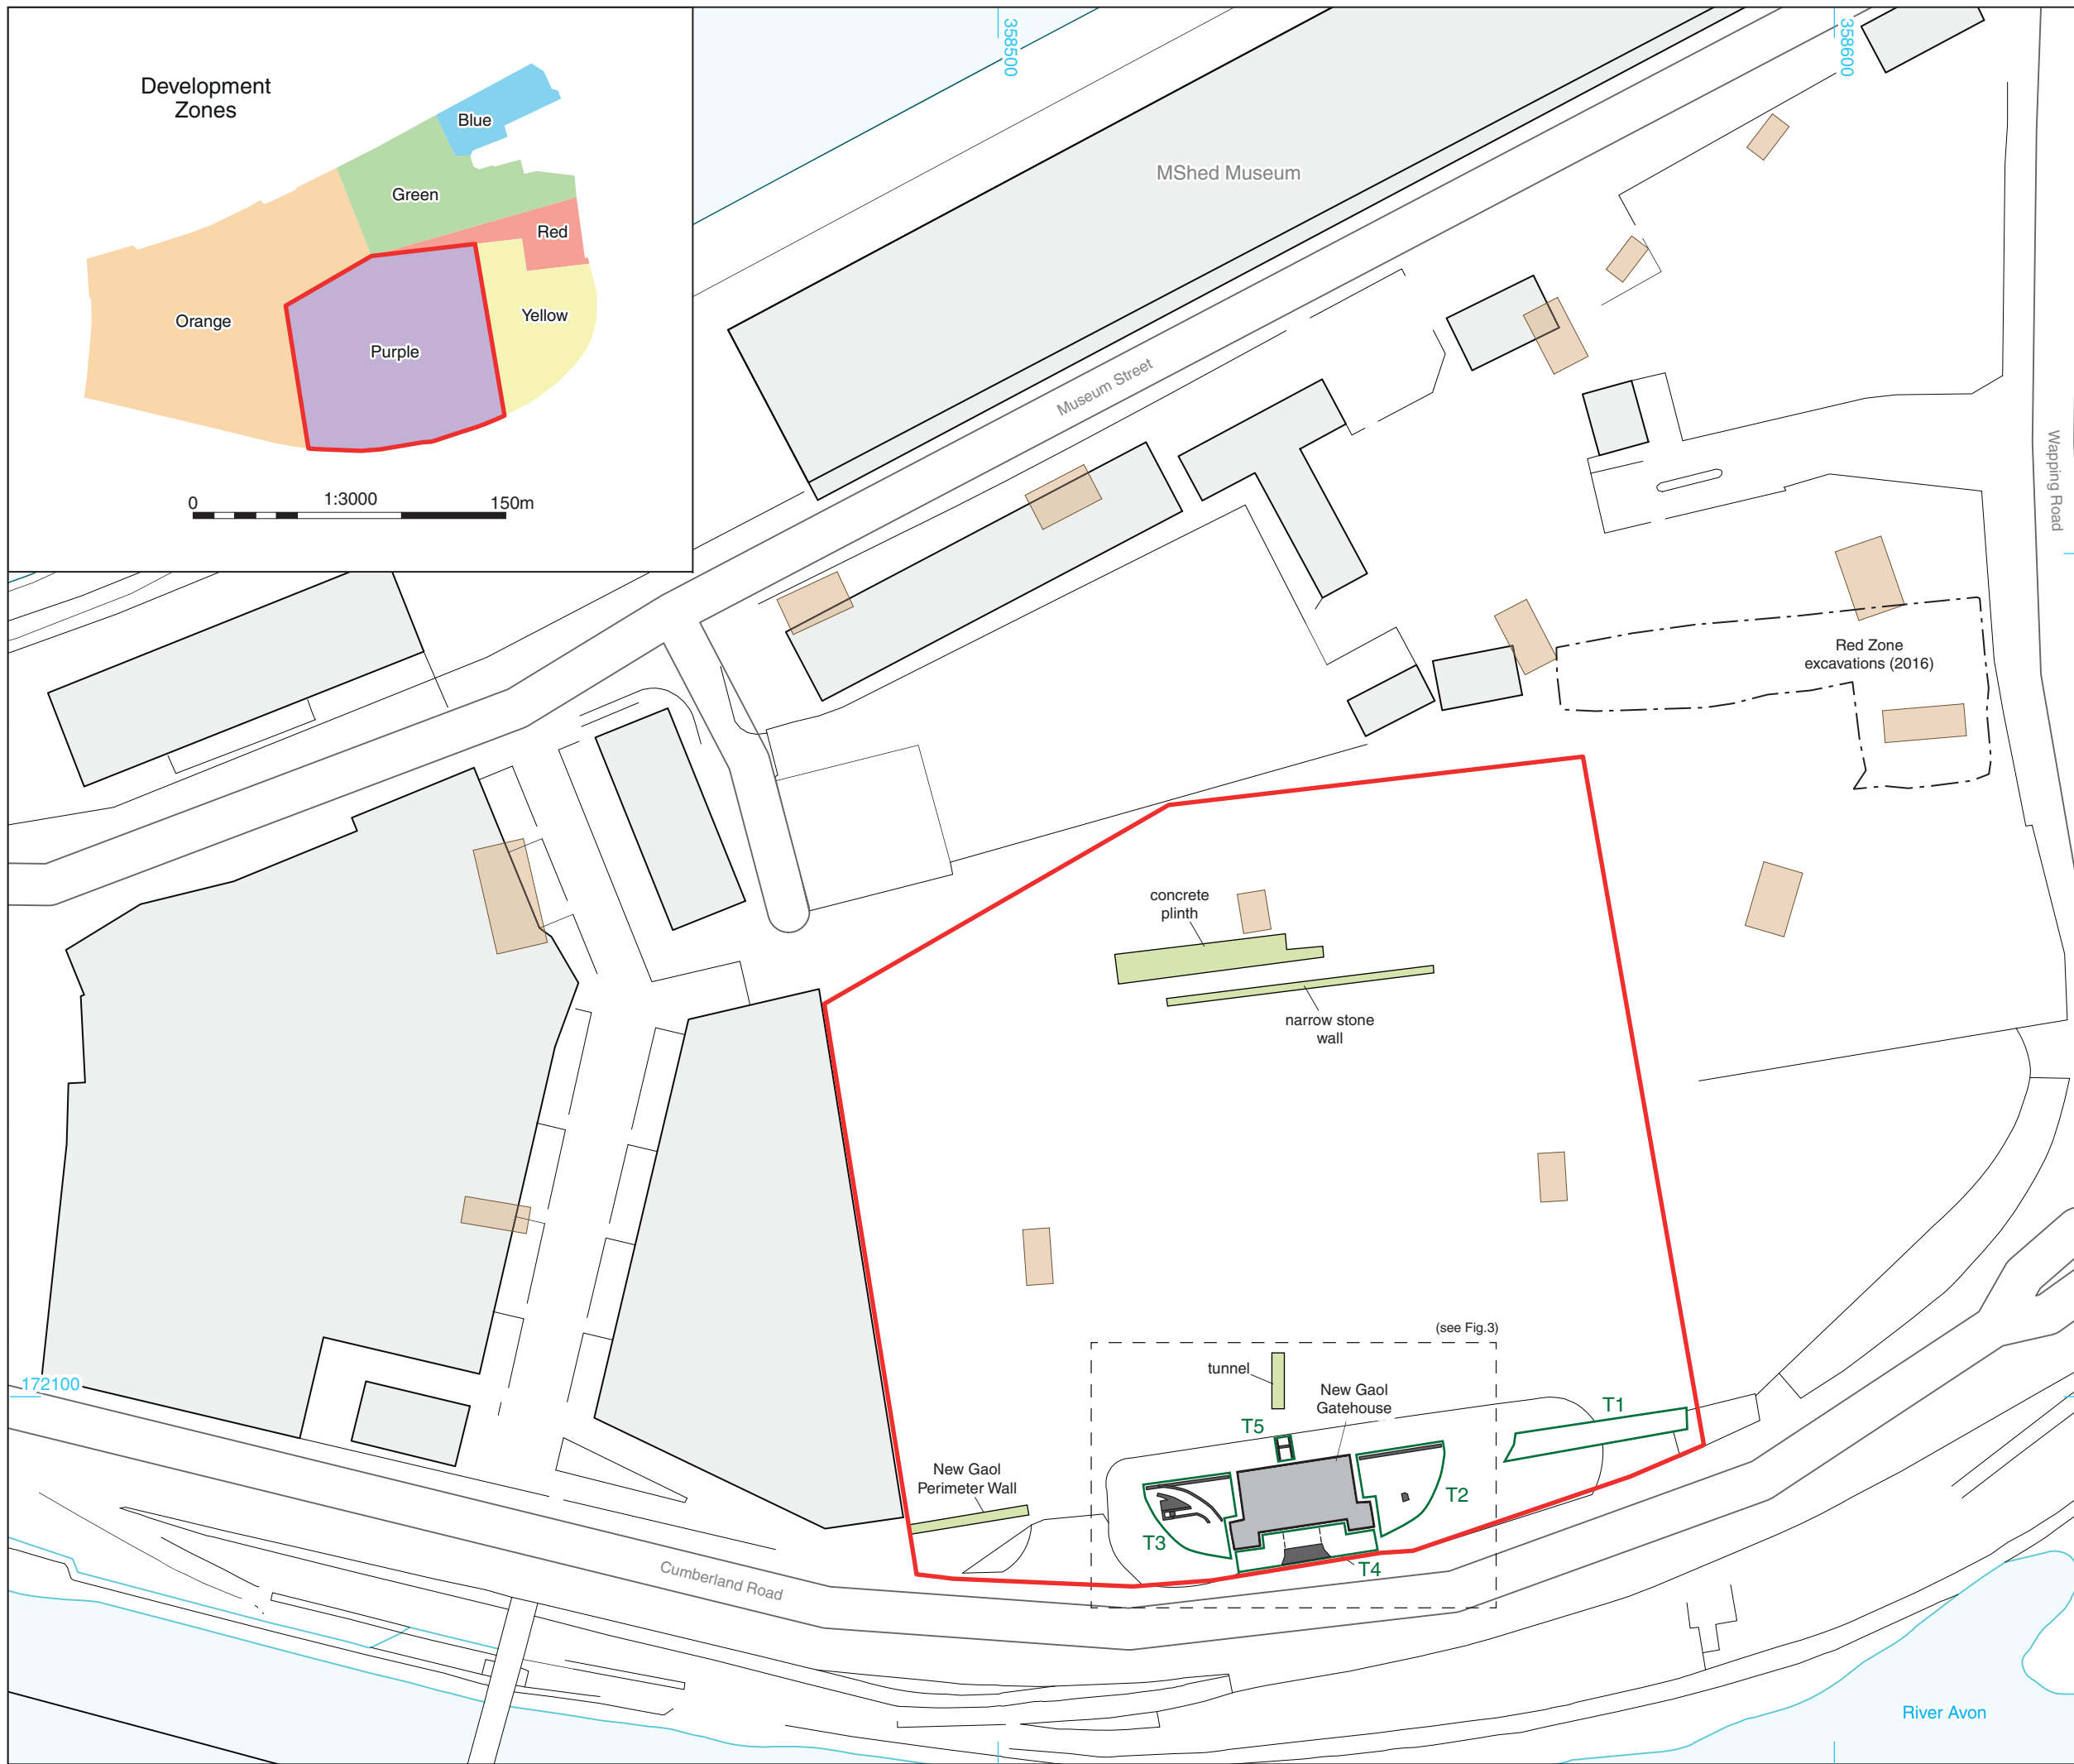 Development
Zones
Blue
Green
Red
Orange
Yellow
Purple
0
1:3000
150m
358500
358600
MShed Museum
Museum Street
Wapping Road
Red Zone
excavations (2016)
concrete
plinth
narrow stone
wall
(see Fig.3)
tunnel
New Gaol
Gatehouse
172100
T1
T5
New Gaol
Perimeter Wall
T2
T3
T4
Cumberland Road
River Avon